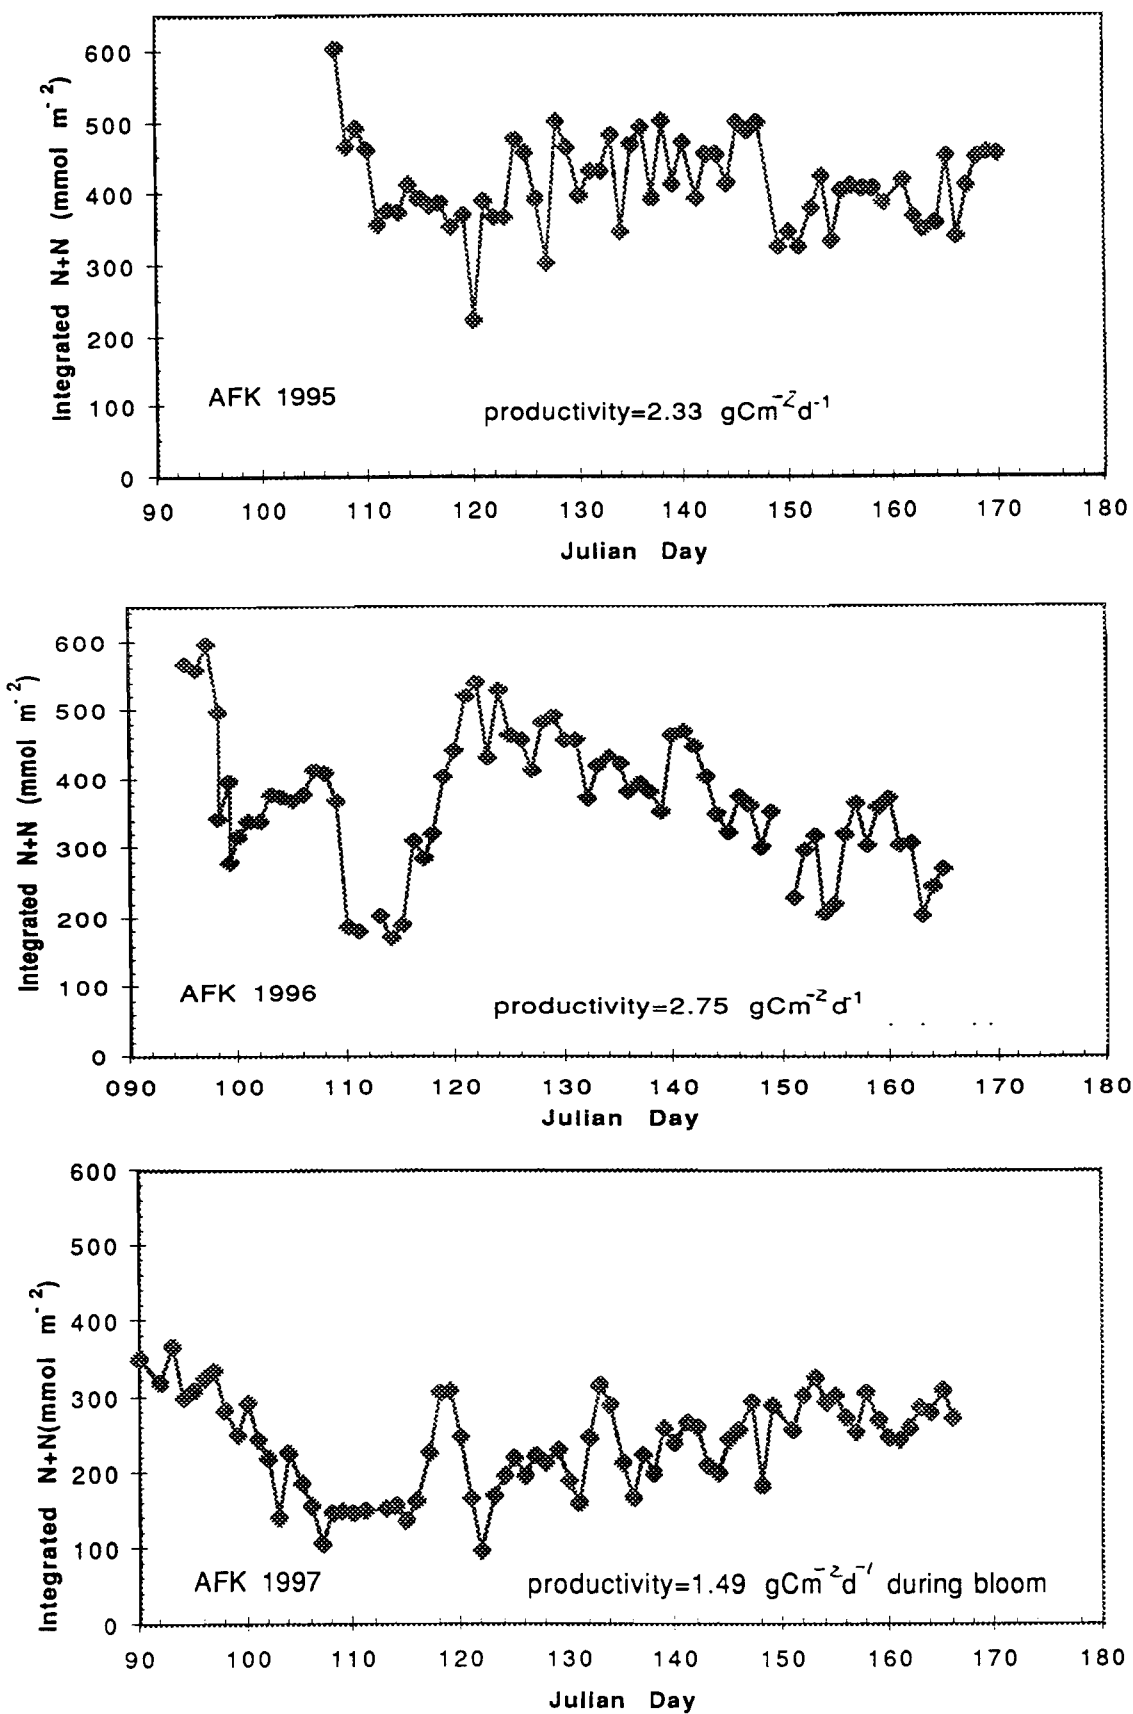 Integrated N+N (mmol m-2)
600
500
400
300
200
100
0
AFK 1995
productivity=2.33 gCm-2d-1
90 100 110 120 130 140 150 160 170 180
Julian Day
Integrated N+N (mmol m-2)
600
500
400
300
200
100
0
AFK 1996
productivity=2.75 gCm-2d-1
090 100 110 120 130 140 150 160 170 180
Julian Day
Integrated N+N(mmol m-2)
600
500
400
300
200
100
0
AFK 1997
productivity=1.49 gCm-2d-1 during bloom
90 100 110 120 130 140 150 160 170 180
Julian Day